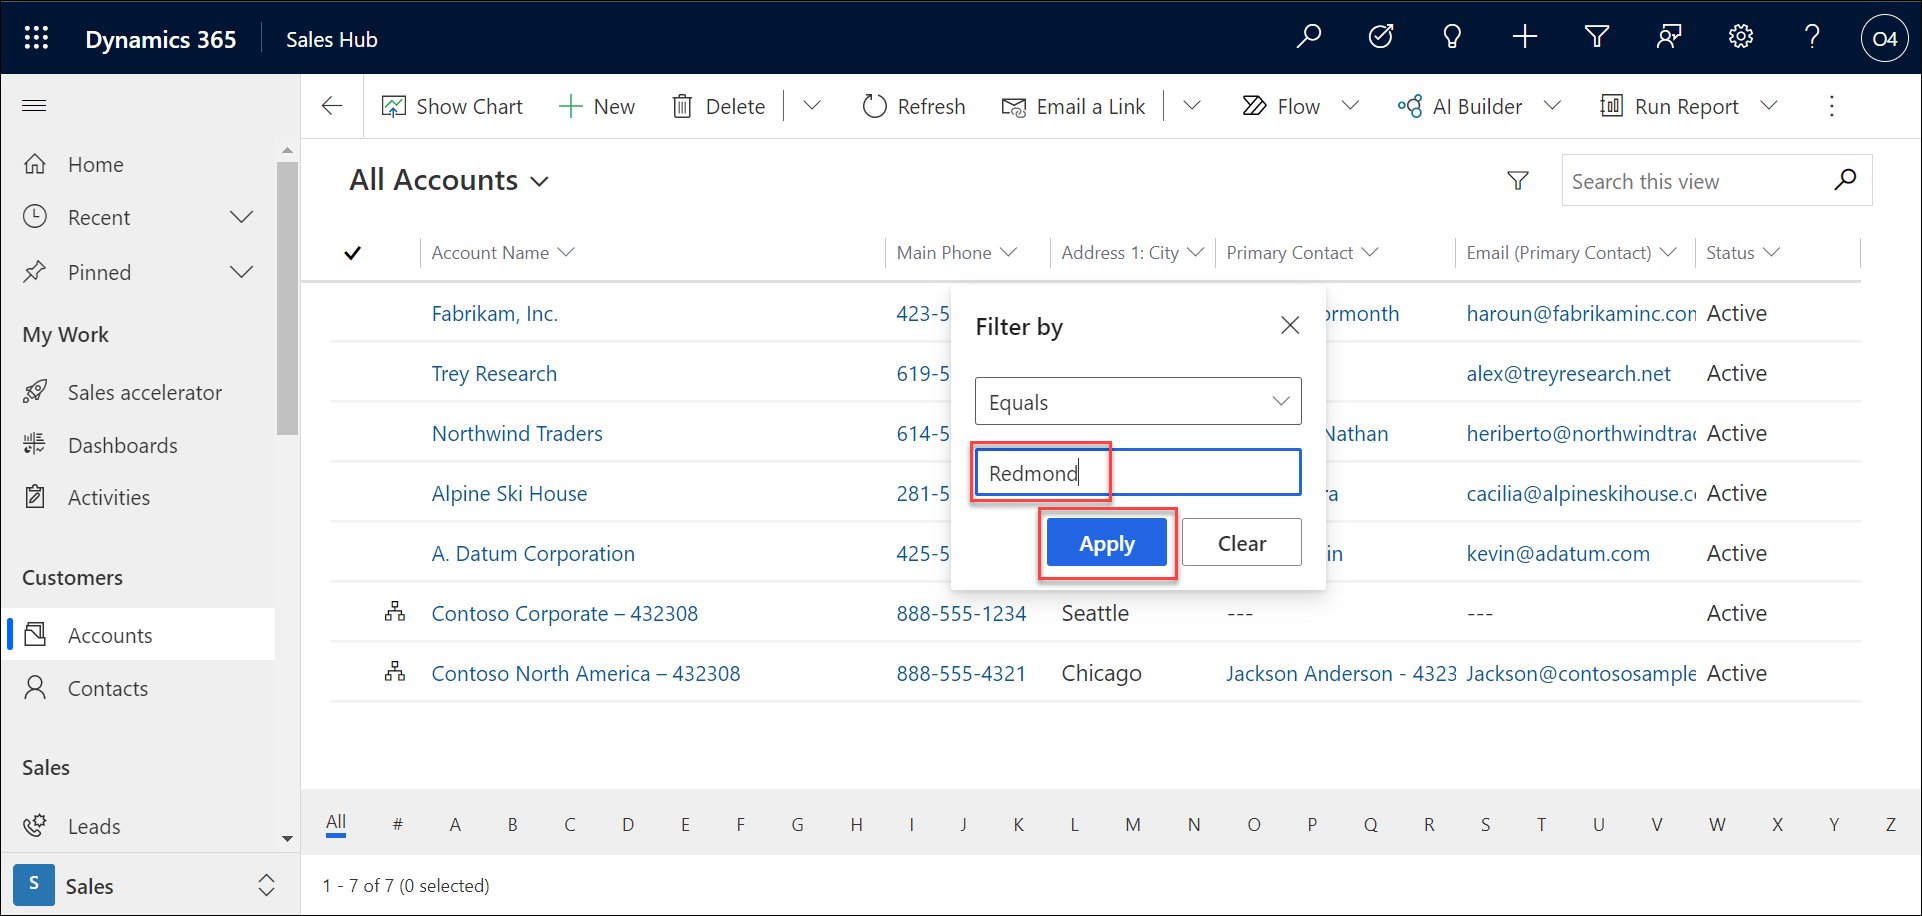 Dynamics 365 Sales Hub O4
Show Chart New Delete Refresh Email a Link Flow AI Builder Run Report
Home
Recent
Pinned
My Work
Sales accelerator
Dashboards
Activities
Customers
Accounts
Contacts
Sales
Leads
S Sales
All Accounts Search this view
Account Name Main Phone Address 1: City Primary Contact Email (Primary Contact) Status
Fabrikam, Inc. 423-5 ormonth haroun@fabrikaminc.con Active
Trey Research 619-5 alex@treyresearch.net Active
Northwind Traders 614-5 Nathan heriberto@northwindtra Active
Alpine Ski House 281-5 ra cacilia@alpineskihouse.c Active
A. Datum Corporation 425-5 in kevin@adatum.com Active
Contoso Corporate – 432308 888-555-1234 Seattle --- --- Active
Contoso North America – 432308 888-555-4321 Chicago Jackson Anderson - 4323 Jackson@contososample Active
Filter by
Equals
Redmond
Apply Clear
All # A B C D E F G H I J K L M N O P Q R S T U V W X Y Z
1 - 7 of 7 (0 selected)